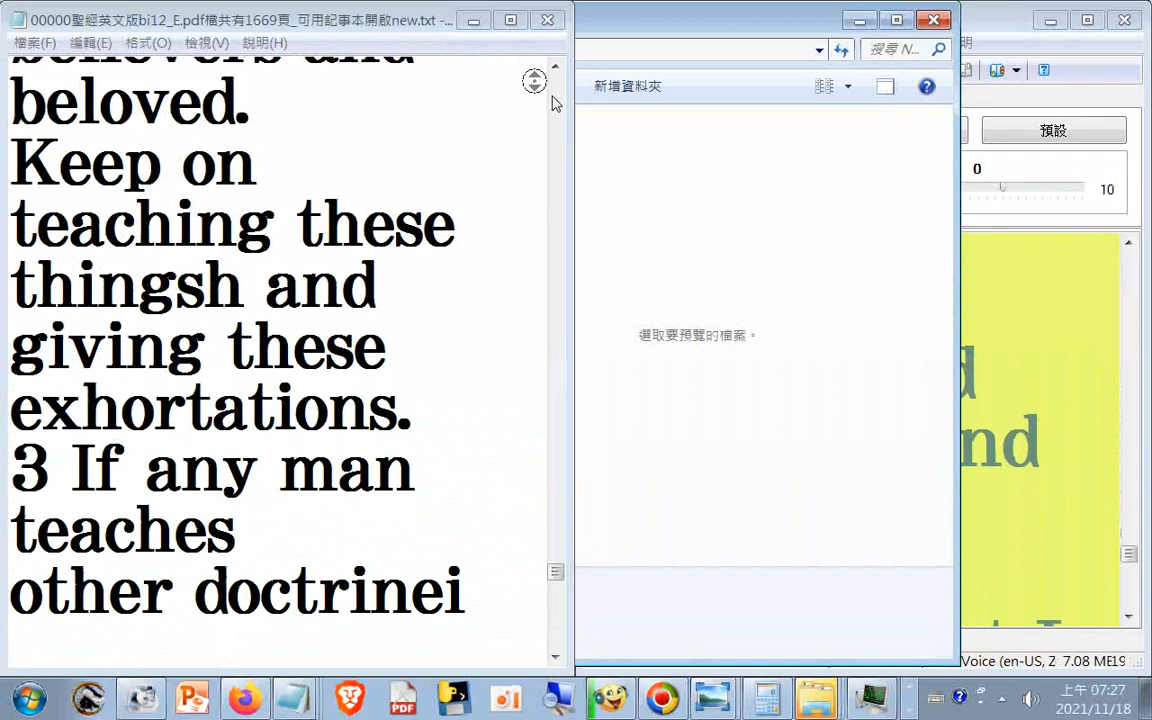 00000聖經英文版bi12_E.pdf檔共有1669頁_可用記事本開啟new.txt -...
檔案(F) 編輯(E) 格式(O) 檢視(V) 說明(H)
believers and
beloved.
Keep on
teaching these
thingsh and
giving these
exhortations.
3 If any man
teaches
other doctrinei
搜尋 N...
新增資料夾
選取要預覽的檔案。
明
預設
0
10
d
nd
Voice (en-US, Z 7.08 ME19
上午 07:27
2021/11/18